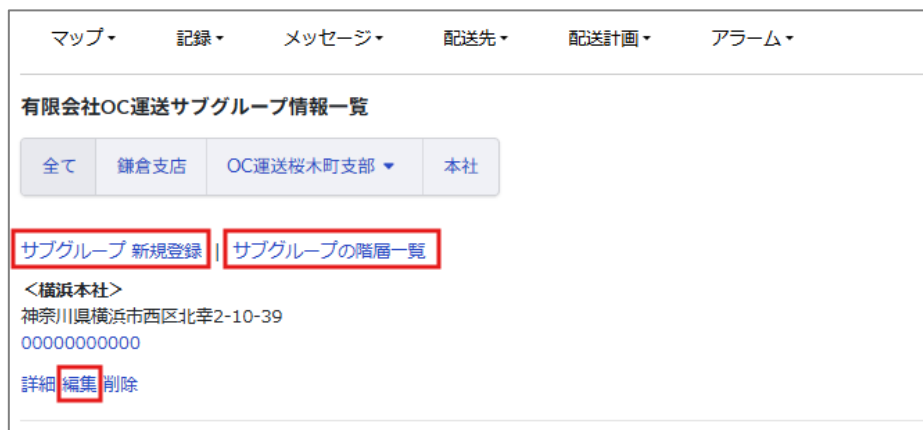 マップ 記録 メッセージ 配送先 配送計画 アラーム
有限会社OC運送サブグループ情報一覧
全て 鎌倉支店 OC運送桜木町支部 本社
サブグループ 新規登録 | サブグループの階層一覧
＜横浜本社＞
神奈川県横浜市西区北幸2-10-39
00000000000
詳細 編集 削除